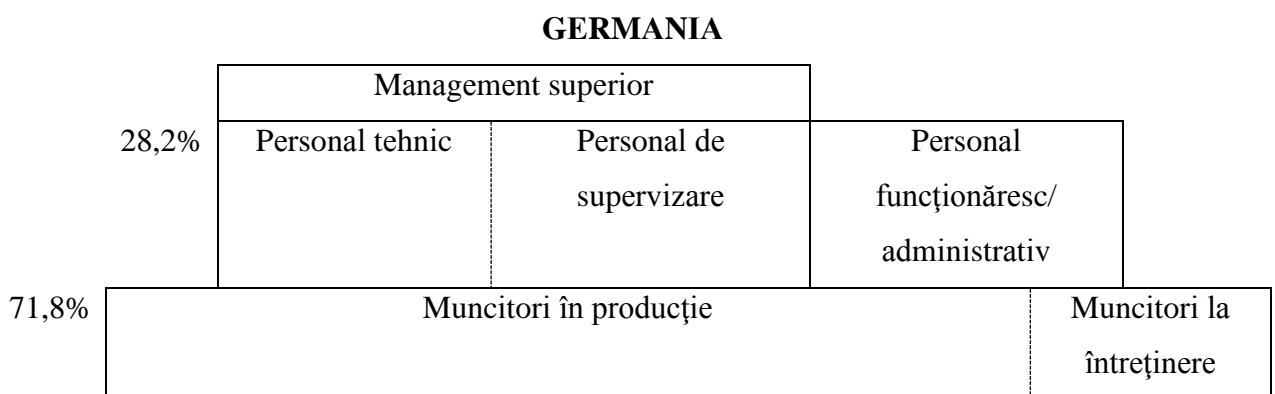 GERMANIA
Management superior
28,2% Personal tehnic Personal de supervizare Personal funcţionăresc/ administrativ
71,8% Muncitori în producţie Muncitori la întreţinere